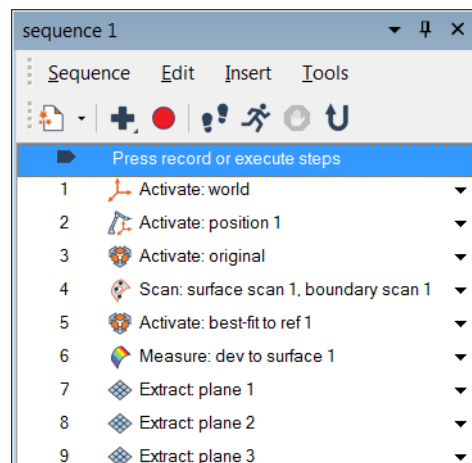 sequence 1
Sequence Edit Insert Tools
Press record or execute steps
1 Activate: world
2 Activate: position 1
3 Activate: original
4 Scan: surface scan 1, boundary scan 1
5 Activate: best-fit to ref 1
6 Measure: dev to surface 1
7 Extract: plane 1
8 Extract: plane 2
9 Extract: plane 3